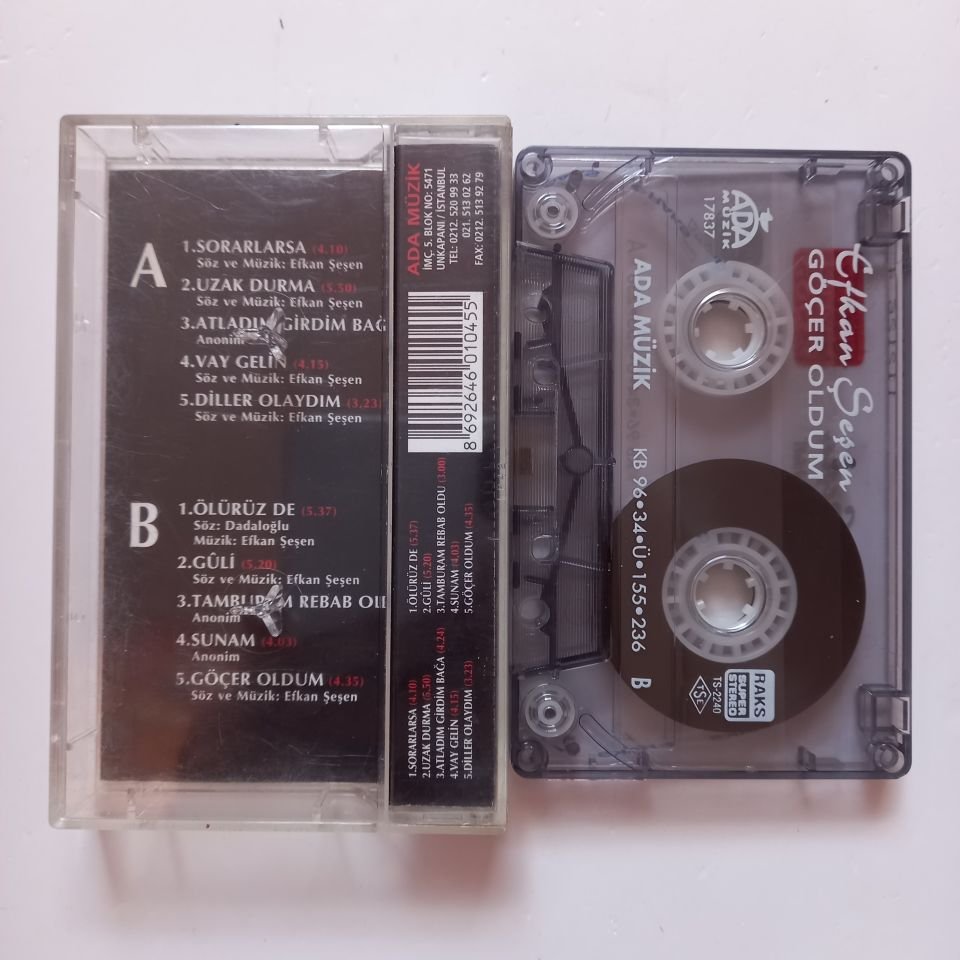 A
1.SORARLARSA (4.10)
Söz ve Müzik: Efkan Şeşen
2.UZAK DURMA (5.50)
Söz ve Müzik: Efkan Şeşen
3.ATLADIM GİRDİM BAĞ
Anonim
4.VAY GELİN (4.15)
Söz ve Müzik: Efkan Şeşen
5.DİLLER OLAYDIM (3.23)
Söz ve Müzik: Efkan Şeşen
B
1.ÖLÜRÜZ DE (5.37)
Söz: Dadaloğlu
Müzik: Efkan Şeşen
2.GÛLİ (5.20)
Söz ve Müzik: Efkan Şeşen
3.TAMBURAM REBAB OLD
Anonim
4.SUNAM (4.03)
Anonim
5.GÖÇER OLDUM (4.35)
Söz ve Müzik: Efkan Şeşen
ADA MÜZİK
İMÇ. 5. BLOK NO: 5471
UNKAPANI / İSTANBUL
TEL: 0212. 520 99 33
021. 513 02 62
FAX: 0212. 513 92 79
8 692646 010455
1.ÖLÜRÜZ DE (5.37)
2.GÛLİ (5.20)
3.TAMBURAM REBAB OLDU (3.00)
4.SUNAM (4.03)
5.GÖÇER OLDUM (4.35)
1.SORARLARSA (4.10)
2.UZAK DURMA (5.50)
3.ATLADIM GİRDİM BAĞA (4.24)
4.VAY GELİN (4.15)
5.DİLLER OLAYDIM (3.23)
ADA
MÜZİK
17837
Efkan Şeşen
GÖÇER OLDUM
ADA MÜZİK
KB 96•34•Ü•155•236
B
RAKS
SUPER
STEREO
TS-2240
TSE